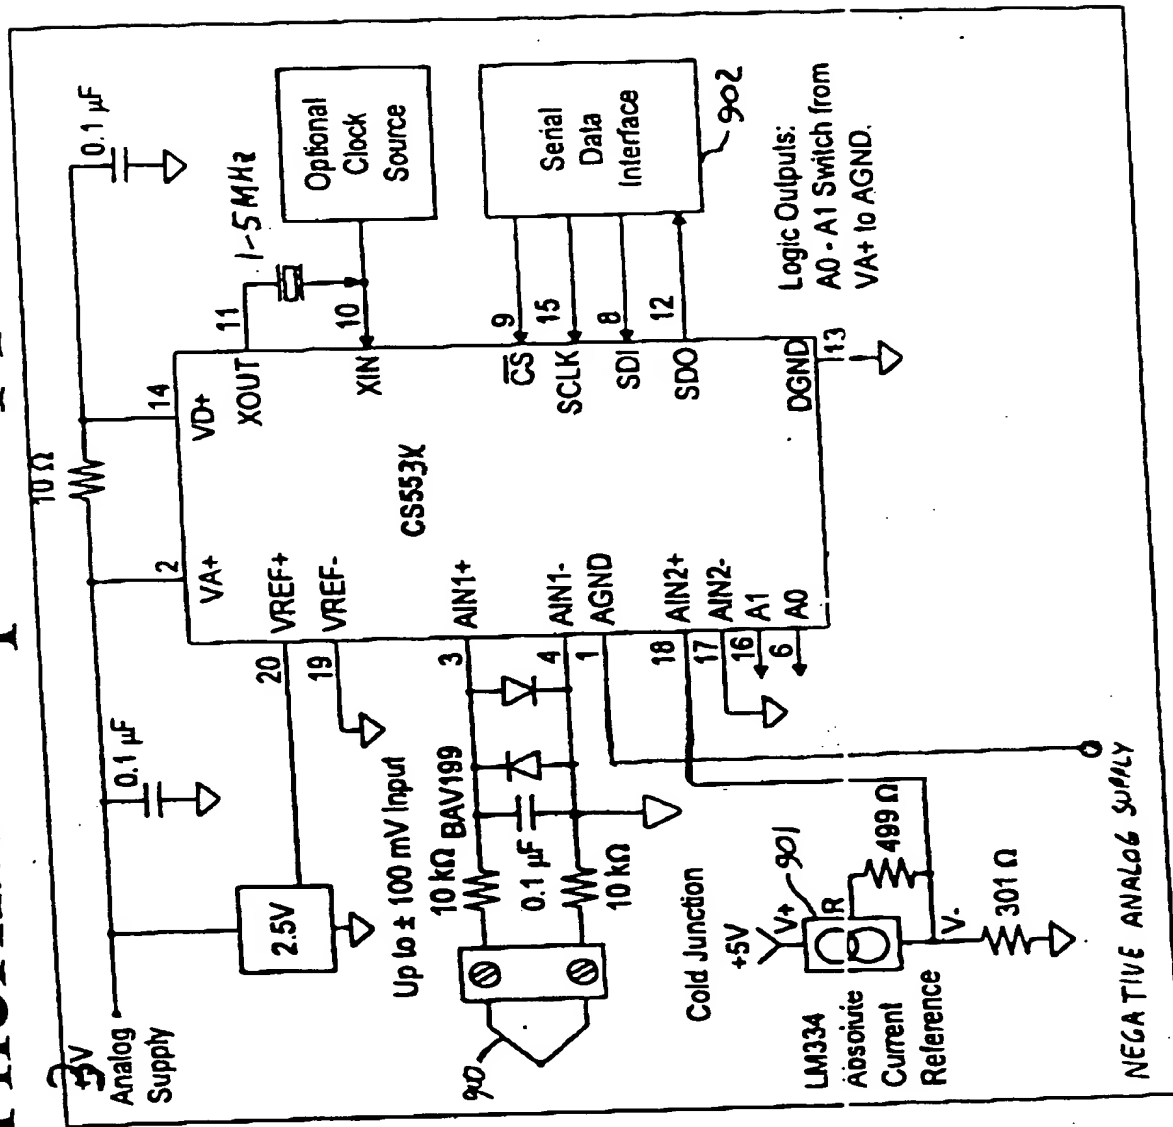 10 Ω
0.1 µF
0.1 µF
3V
Analog
Supply
2.5V
2
VA+
14
VD+
20
VREF+
19
VREF-
11
XOUT
1-5 MHz
10
XIN
Optional
Clock
Source
CS553X
Up to ± 100 mV Input
10 kΩ
BAV199
0.1 µF
10 kΩ
900
3
AIN1+
4
AIN1-
1
AGND
18
AIN2+
17
AIN2-
16
A1
6
A0
9
CS
15
SCLK
8
SDI
12
SDO
Serial
Data
Interface
902
DGND
13
Logic Outputs:
A0 - A1 Switch from
VA+ to AGND.
Cold Junction
+5V
V+
901
R
499 Ω
V-
301 Ω
LM334
Absolute
Current
Reference
NEGATIVE ANALOG SUPPLY